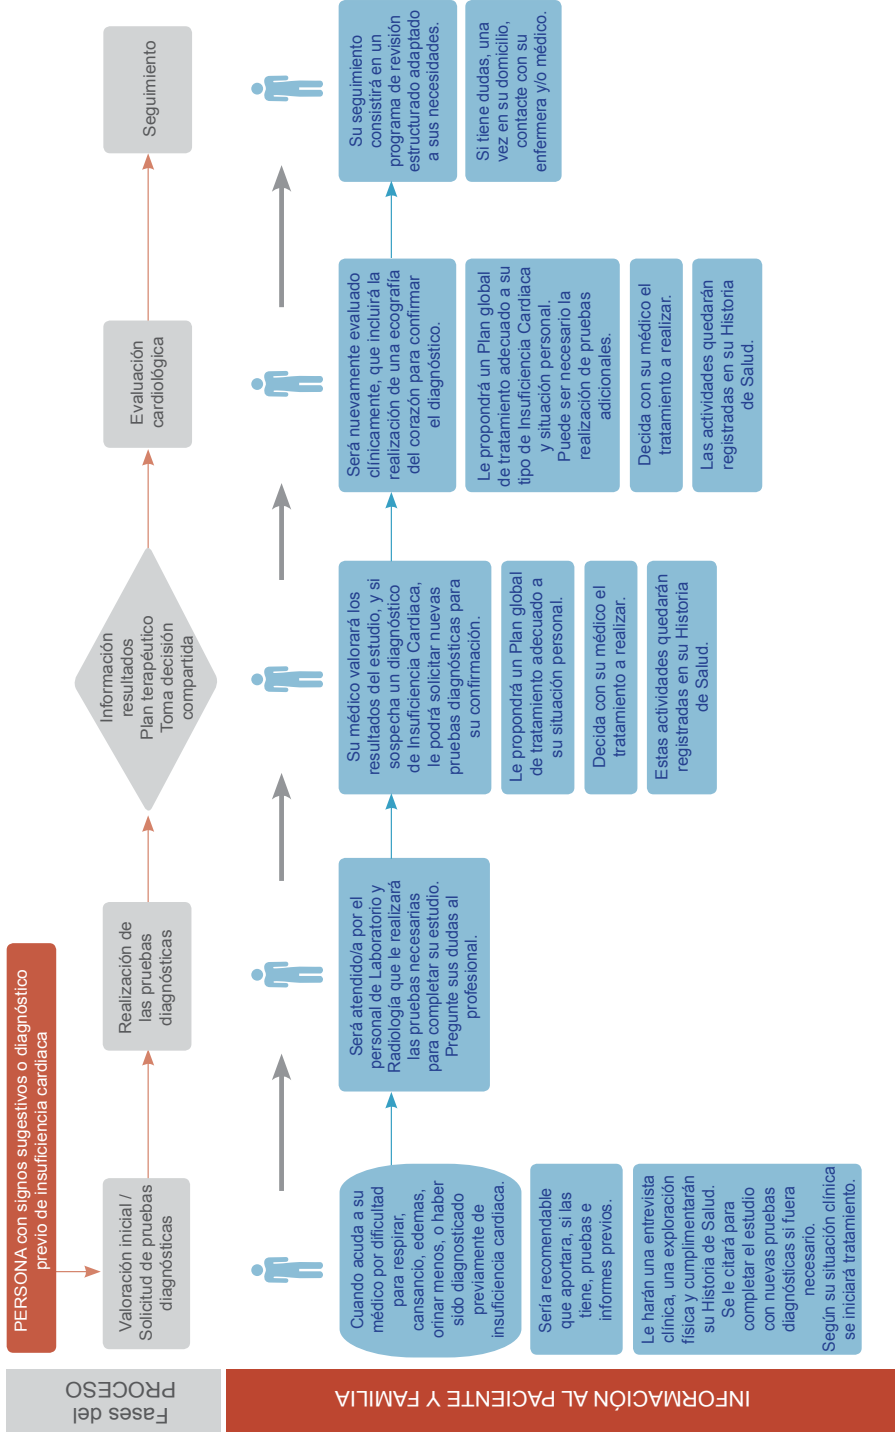 Fases del
PROCESO
PERSONA con signos sugestivos o diagnóstico
previo de insuficiencia cardiaca
Valoración inicial /
Solicitud de pruebas
diagnósticas
Realización de
las pruebas
diagnósticas
Información
resultados
Plan terapéutico
Toma decisión
compartida
Evaluación
cardiológica
Seguimiento
INFORMACIÓN AL PACIENTE Y FAMILIA
Cuando acuda a su
médico por dificultad
para respirar,
cansancio, edemas,
orinar menos, o haber
sido diagnosticado
previamente de
insuficiencia cardiaca.
Sería recomendable
que aportara, si las
tiene, pruebas e
informes previos.
Le harán una entrevista
clínica, una exploración
física y cumplimentarán
su Historia de Salud.
Se le citará para
completar el estudio
con nuevas pruebas
diagnósticas si fuera
necesario.
Según su situación clínica
se iniciará tratamiento.
Será atendido/a por el
personal de Laboratorio y
Radiología que le realizará
las pruebas necesarias
para completar su estudio.
Pregunte sus dudas al
profesional.
Su médico valorará los
resultados del estudio, y si
sospecha un diagnóstico
de Insuficiencia Cardiaca,
le podrá solicitar nuevas
pruebas diagnósticas para
su confirmación.
Le propondrá un Plan global
de tratamiento adecuado a
su situación personal.
Decida con su médico el
tratamiento a realizar.
Estas actividades quedarán
registradas en su Historia
de Salud.
Será nuevamente evaluado
clínicamente, que incluirá la
realización de una ecografía
del corazón para confirmar
el diagnóstico.
Le propondrá un Plan global
de tratamiento adecuado a su
tipo de Insuficiencia Cardiaca
y situación personal.
Puede ser necesario la
realización de pruebas
adicionales.
Decida con su médico el
tratamiento a realizar.
Las actividades quedarán
registradas en su Historia
de Salud.
Su seguimiento
consistirá en un
programa de revisión
estructurado adaptado
a sus necesidades.
Si tiene dudas, una
vez en su domicilio,
contacte con su
enfermera y/o médico.